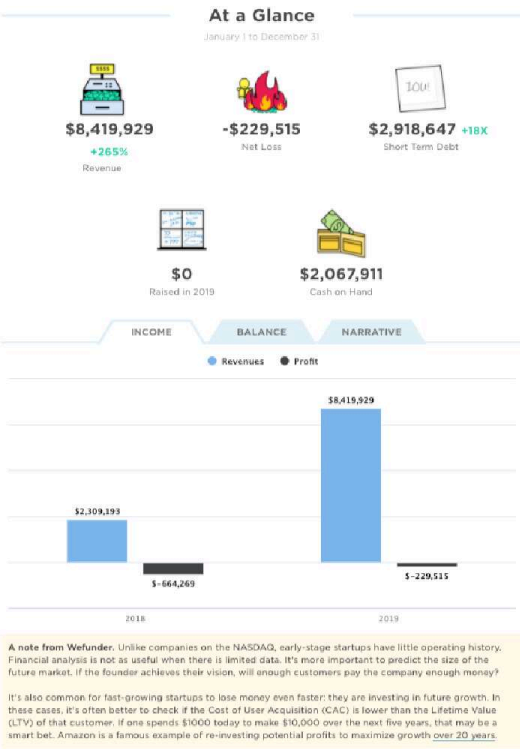 At a Glance
January 1 to December 31
$$$$
IOU!
$8,419,929
-$229,515
$2,918,647 +18X
+265%
Net Loss
Short Term Debt
Revenue
$0
$2,067,911
Raised in 2019
Cash on Hand
INCOME
BALANCE
NARRATIVE
Revenues
Profit
$8,419,929
$2,309,193
$-664,269
$-229,515
2018
2019
A note from Wefunder. Unlike companies on the NASDAQ, early-stage startups have little operating history.
Financial analysis is not as useful when there is limited data. It's more important to predict the size of the
future market. If the founder achieves their vision, will enough customers pay the company enough money?
It's also common for fast-growing startups to lose money even faster: they are investing in future growth. In
these cases, it's often better to check if the Cost of User Acquisition (CAC) is lower than the Lifetime Value
(LTV) of that customer. If one spends $1000 today to make $10,000 over the next five years, that may be a
smart bet. Amazon is a famous example of re-investing potential profits to maximize growth over 20 years.